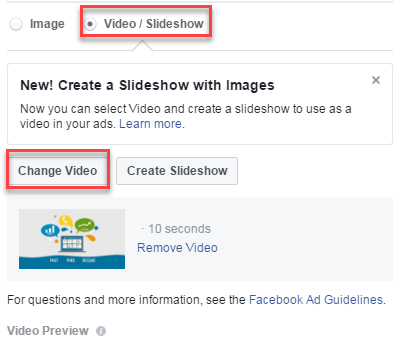 Image Video / Slideshow
New! Create a Slideshow with Images
Now you can select Video and create a slideshow to use as a
video in your ads. Learn more.
Change Video Create Slideshow
· 10 seconds
Remove Video
For questions and more information, see the Facebook Ad Guidelines.
Video Preview